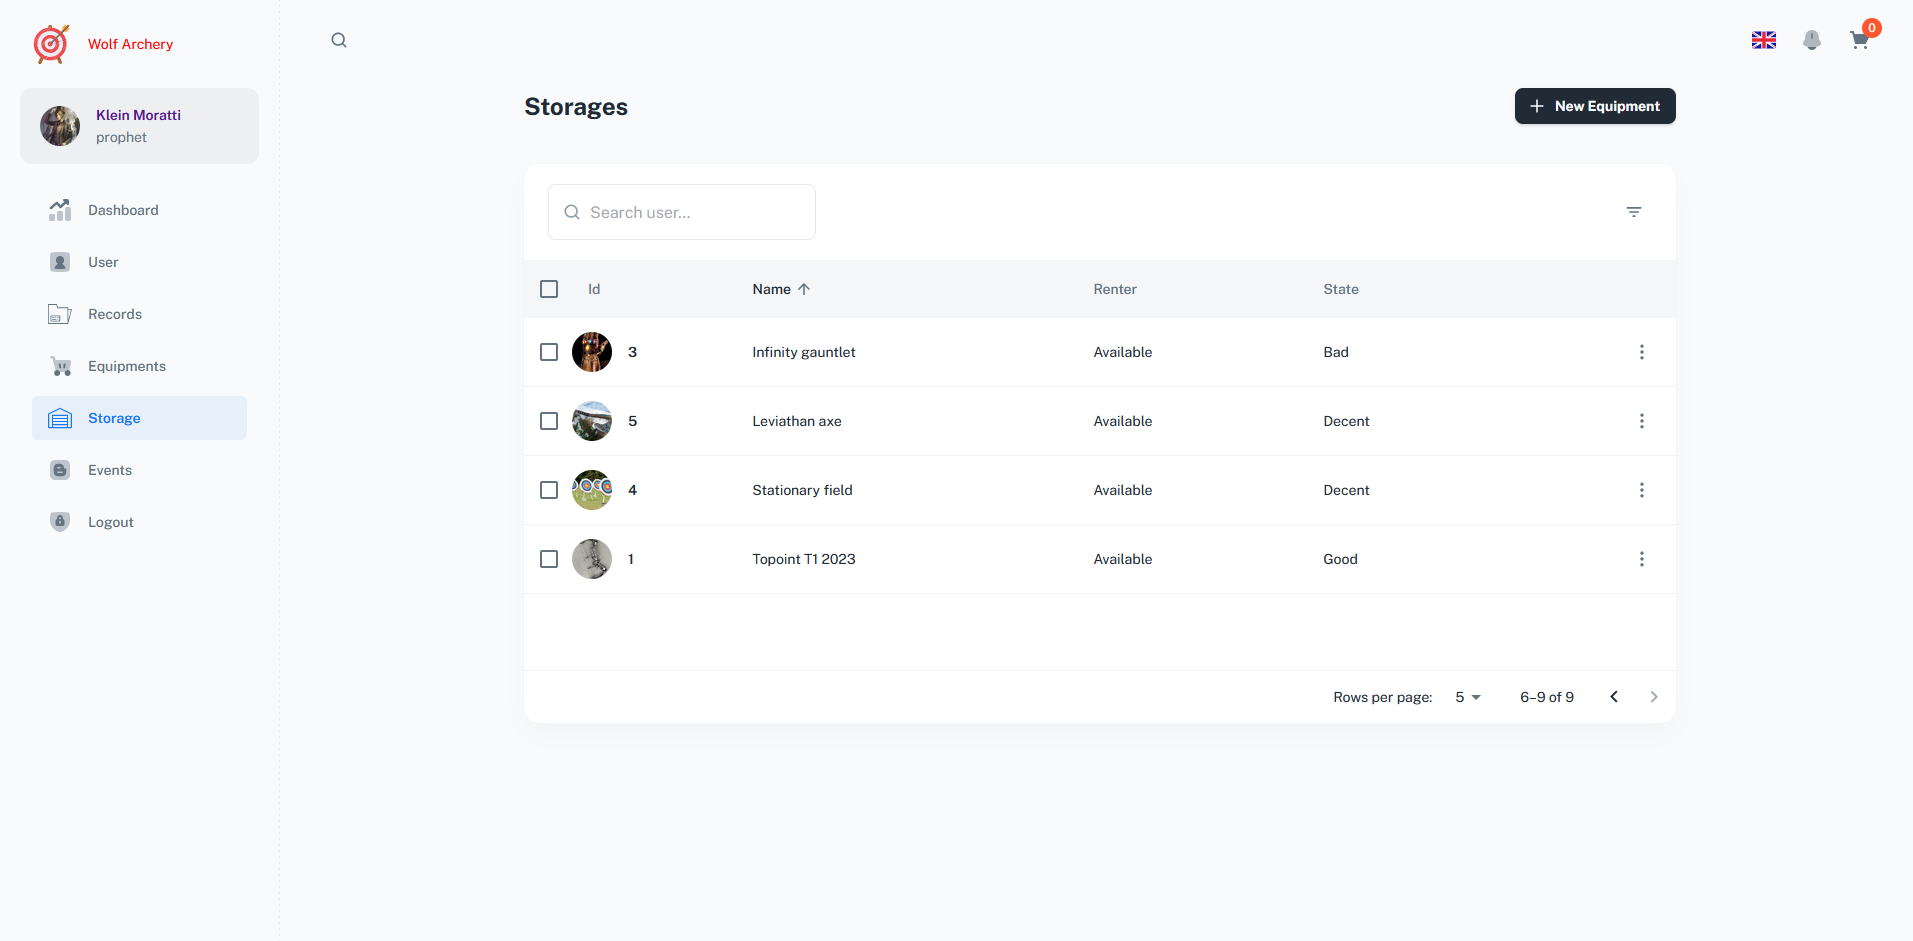 Wolf Archery
0
Klein Moratti
prophet
Dashboard
User
Records
Equipments
Storage
Events
Logout
Storages
New Equipment
Search user...
Id Name Renter State
3 Infinity gauntlet Available Bad
5 Leviathan axe Available Decent
4 Stationary field Available Decent
1 Topoint T1 2023 Available Good
Rows per page: 5 6–9 of 9